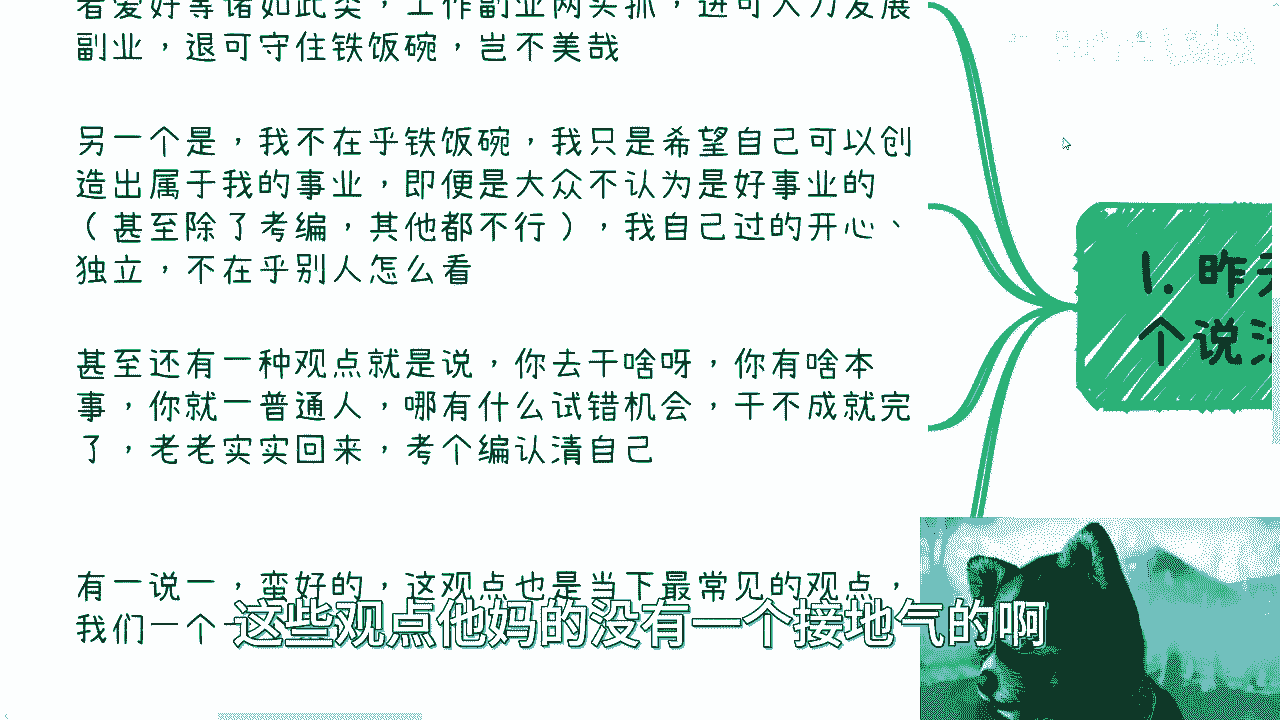 着爱好等诸如此类，工作副业两头抓，进可大力发展
副业，退可守住铁饭碗，岂不美哉
另一个是，我不在乎铁饭碗，我只是希望自己可以创
造出属于我的事业，即便是大众不认为是好事业的
（甚至除了考编，其他都不行），我自己过的开心、
独立，不在乎别人怎么看
甚至还有一种观点就是说，你去干啥呀，你有啥本
事，你就一普通人，哪有什么试错机会，干不成就完
了，老老实实回来，考个编认清自己
有一说一，蛮好的，这观点也是当下最常见的观点，
我们一个
1. 昨天
个说法
这些观点他妈的没有一个接地气的啊